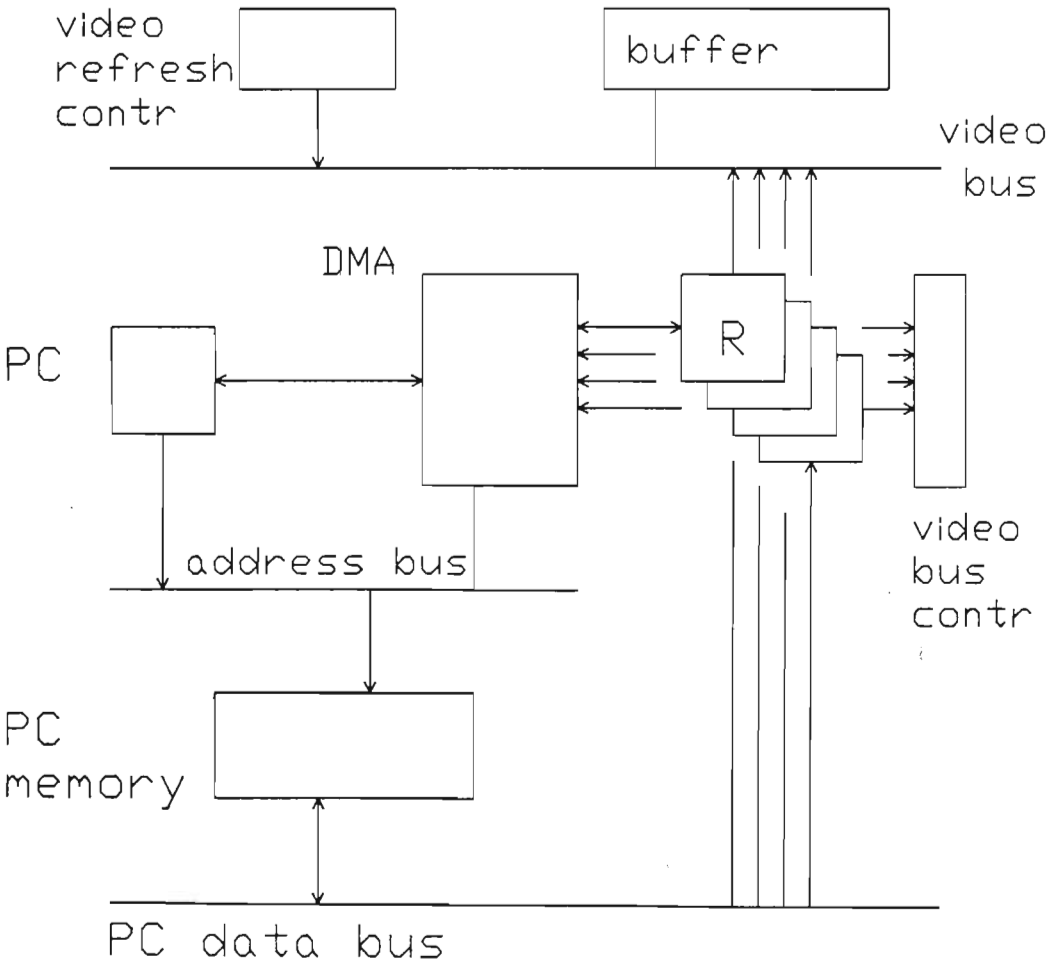 video
refresh
contr
buffer
video
bus
DMA
PC
R
address bus
video
bus
contr
PC
memory
PC data bus